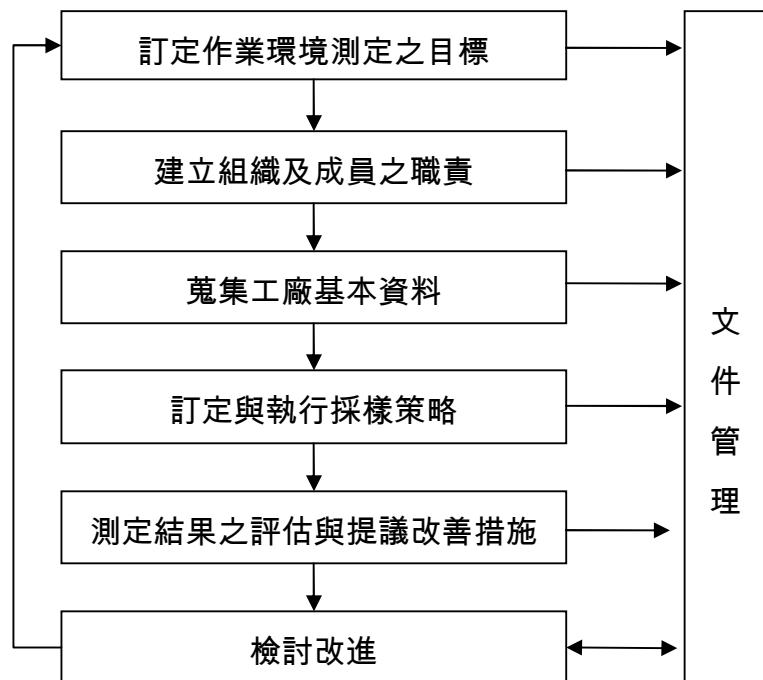 訂定作業環境測定之目標
建立組織及成員之職責
蒐集工廠基本資料
訂定與執行採樣策略
測定結果之評估與提議改善措施
檢討改進
文件管理